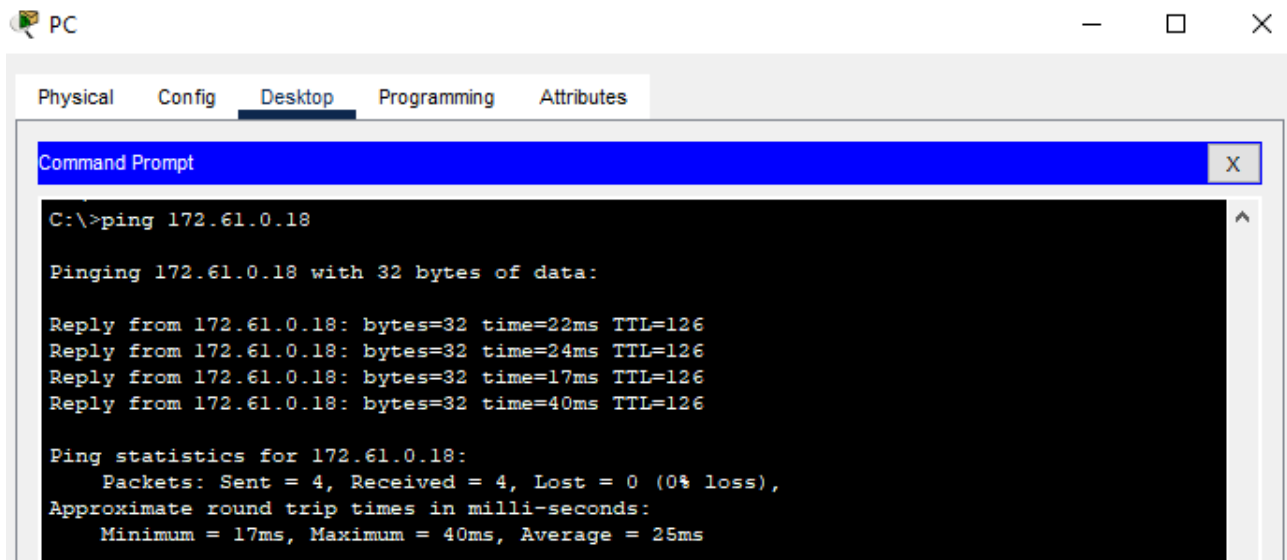 PC
Physical Config Desktop Programming Attributes
Command Prompt
X
C:\>ping 172.61.0.18
Pinging 172.61.0.18 with 32 bytes of data:
Reply from 172.61.0.18: bytes=32 time=22ms TTL=126
Reply from 172.61.0.18: bytes=32 time=24ms TTL=126
Reply from 172.61.0.18: bytes=32 time=17ms TTL=126
Reply from 172.61.0.18: bytes=32 time=40ms TTL=126
Ping statistics for 172.61.0.18:
Packets: Sent = 4, Received = 4, Lost = 0 (0% loss),
Approximate round trip times in milli-seconds:
Minimum = 17ms, Maximum = 40ms, Average = 25ms